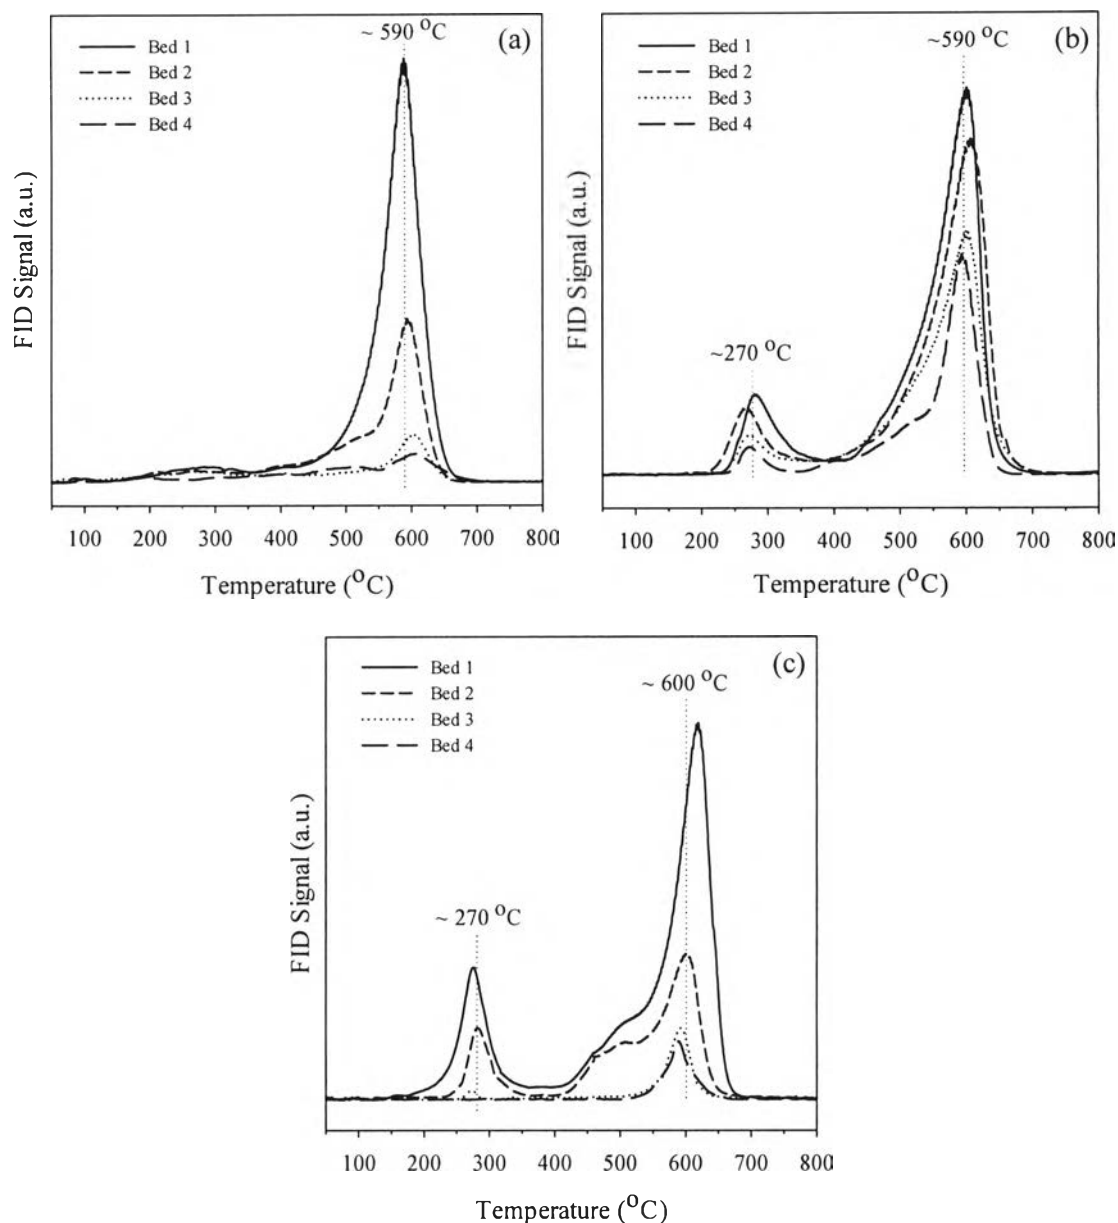 ~ 590 °C
(a)
Bed 1
Bed 2
Bed 3
Bed 4
FID Signal (a.u.)
100 200 300 400 500 600 700 800
Temperature (°C)
~590 °C
(b)
Bed 1
Bed 2
Bed 3
Bed 4
~270 °C
FID Signal (a.u.)
100 200 300 400 500 600 700 800
Temperature (°C)
(c)
Bed 1
Bed 2
Bed 3
Bed 4
~ 600 °C
~ 270 °C
FID Signal (a.u.)
100 200 300 400 500 600 700 800
Temperature (°C)